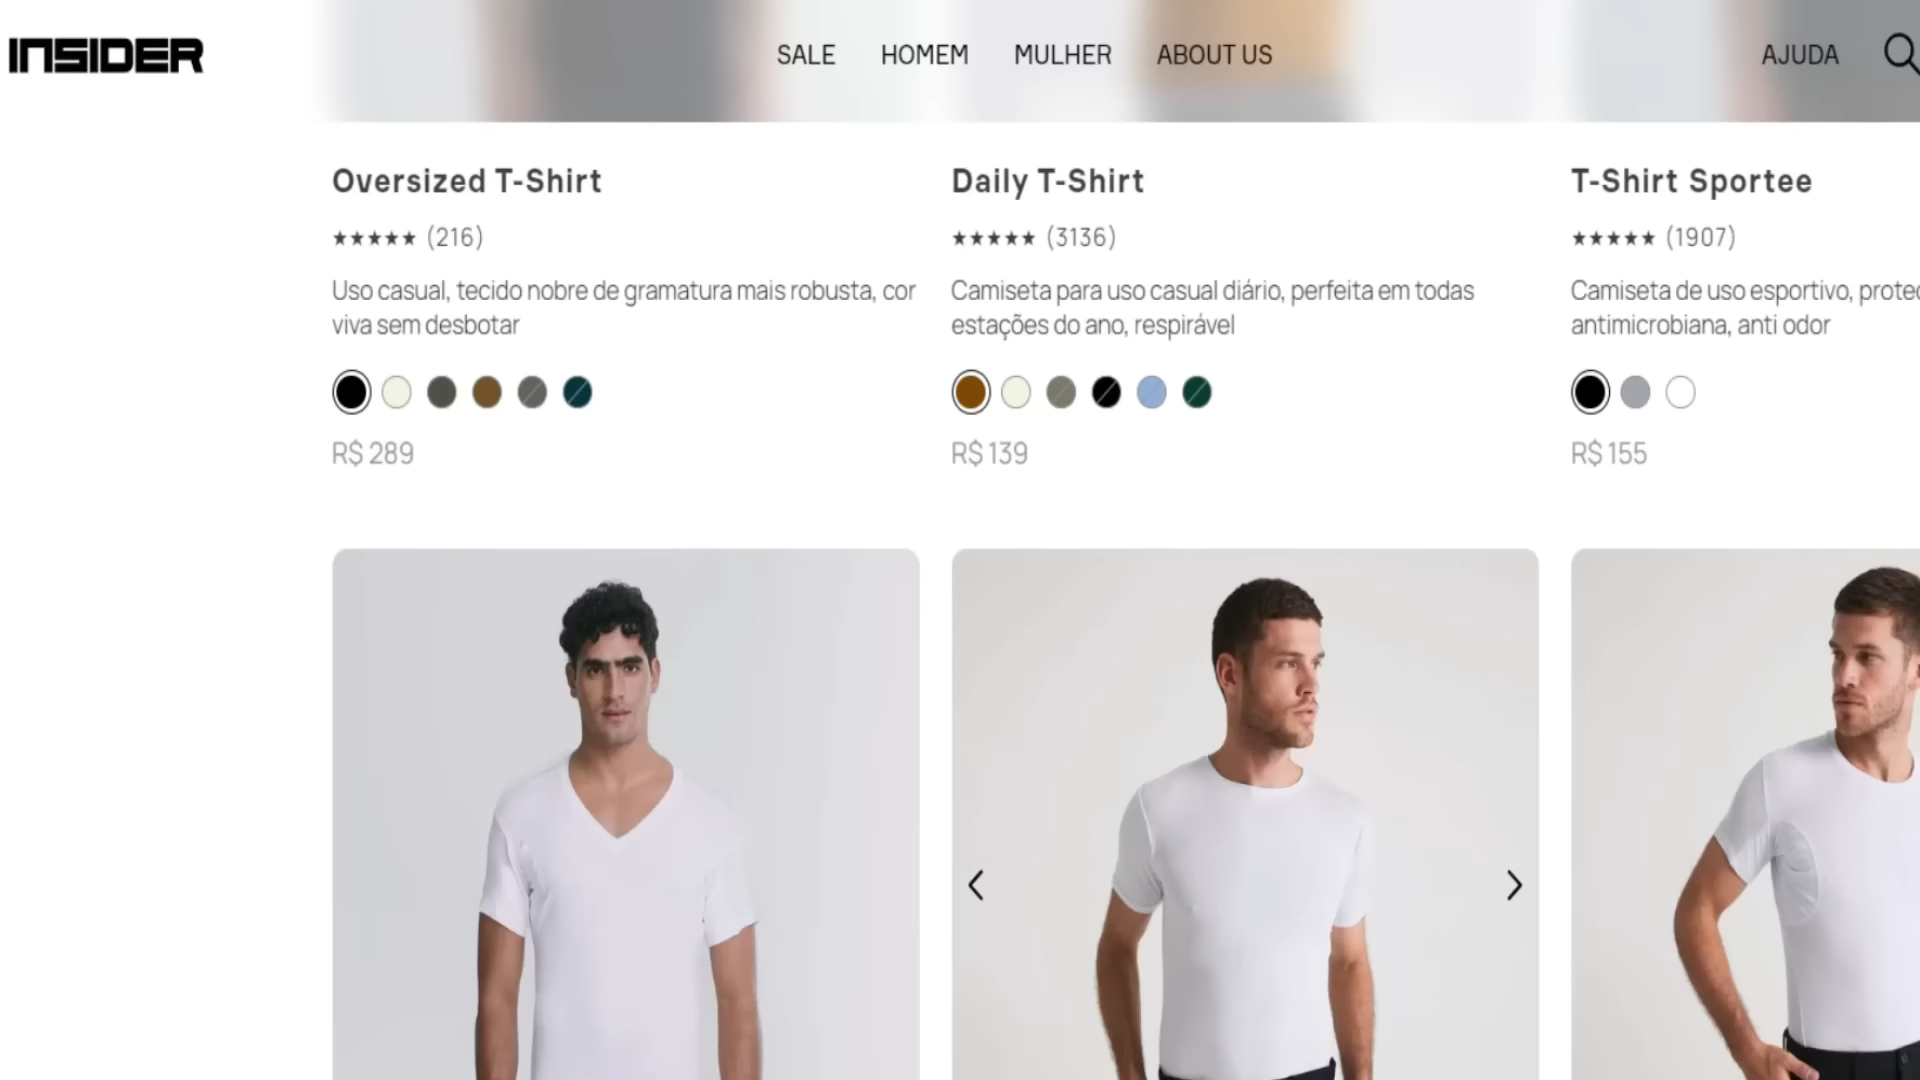 INSIDER
SALE HOMEM MULHER ABOUT US
AJUDA
Oversized T-Shirt
★★★★★ (216)
Uso casual, tecido nobre de gramatura mais robusta, cor
viva sem desbotar
R$ 289
Daily T-Shirt
★★★★★ (3136)
Camiseta para uso casual diário, perfeita em todas
estações do ano, respirável
R$ 139
T-Shirt Sportee
★★★★★ (1907)
Camiseta de uso esportivo,
antimicrobiana, anti odor
R$ 155